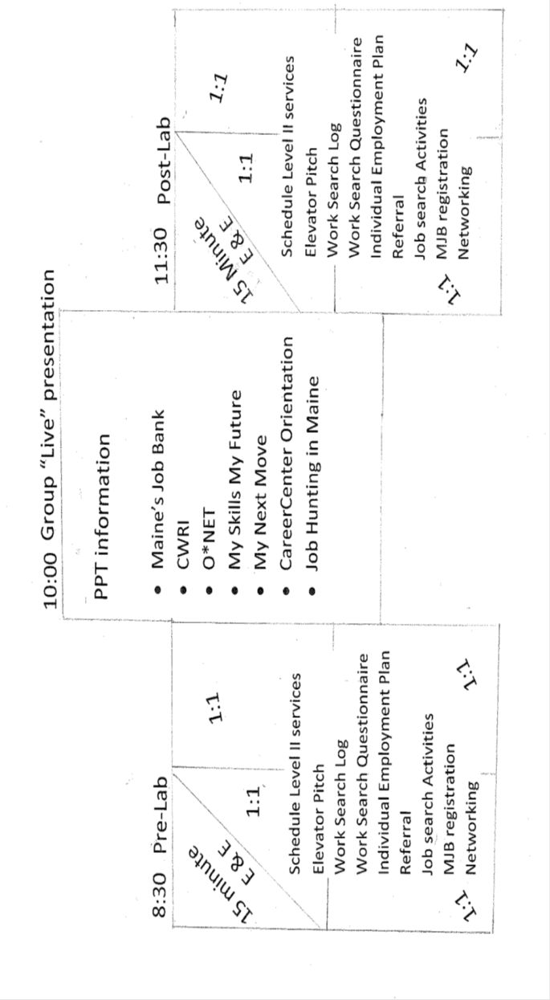 10:00 Group “Live” presentation
8:30 Pre-Lab
15 minute
E & E
1:1
1:1
Schedule Level II services
Elevator Pitch
Work Search Log
Work Search Questionnaire
Individual Employment Plan
Referral
Job search Activities
MJB registration
Networking
1:1
1:1
PPT information
• Maine’s Job Bank
• CWRI
• O*NET
• My Skills My Future
• My Next Move
• CareerCenter Orientation
• Job Hunting in Maine
11:30 Post-Lab
15 Minute
E & E
1:1
1:1
Schedule Level II services
Elevator Pitch
Work Search Log
Work Search Questionnaire
Individual Employment Plan
Referral
Job search Activities
MJB registration
Networking
1:1
1:1